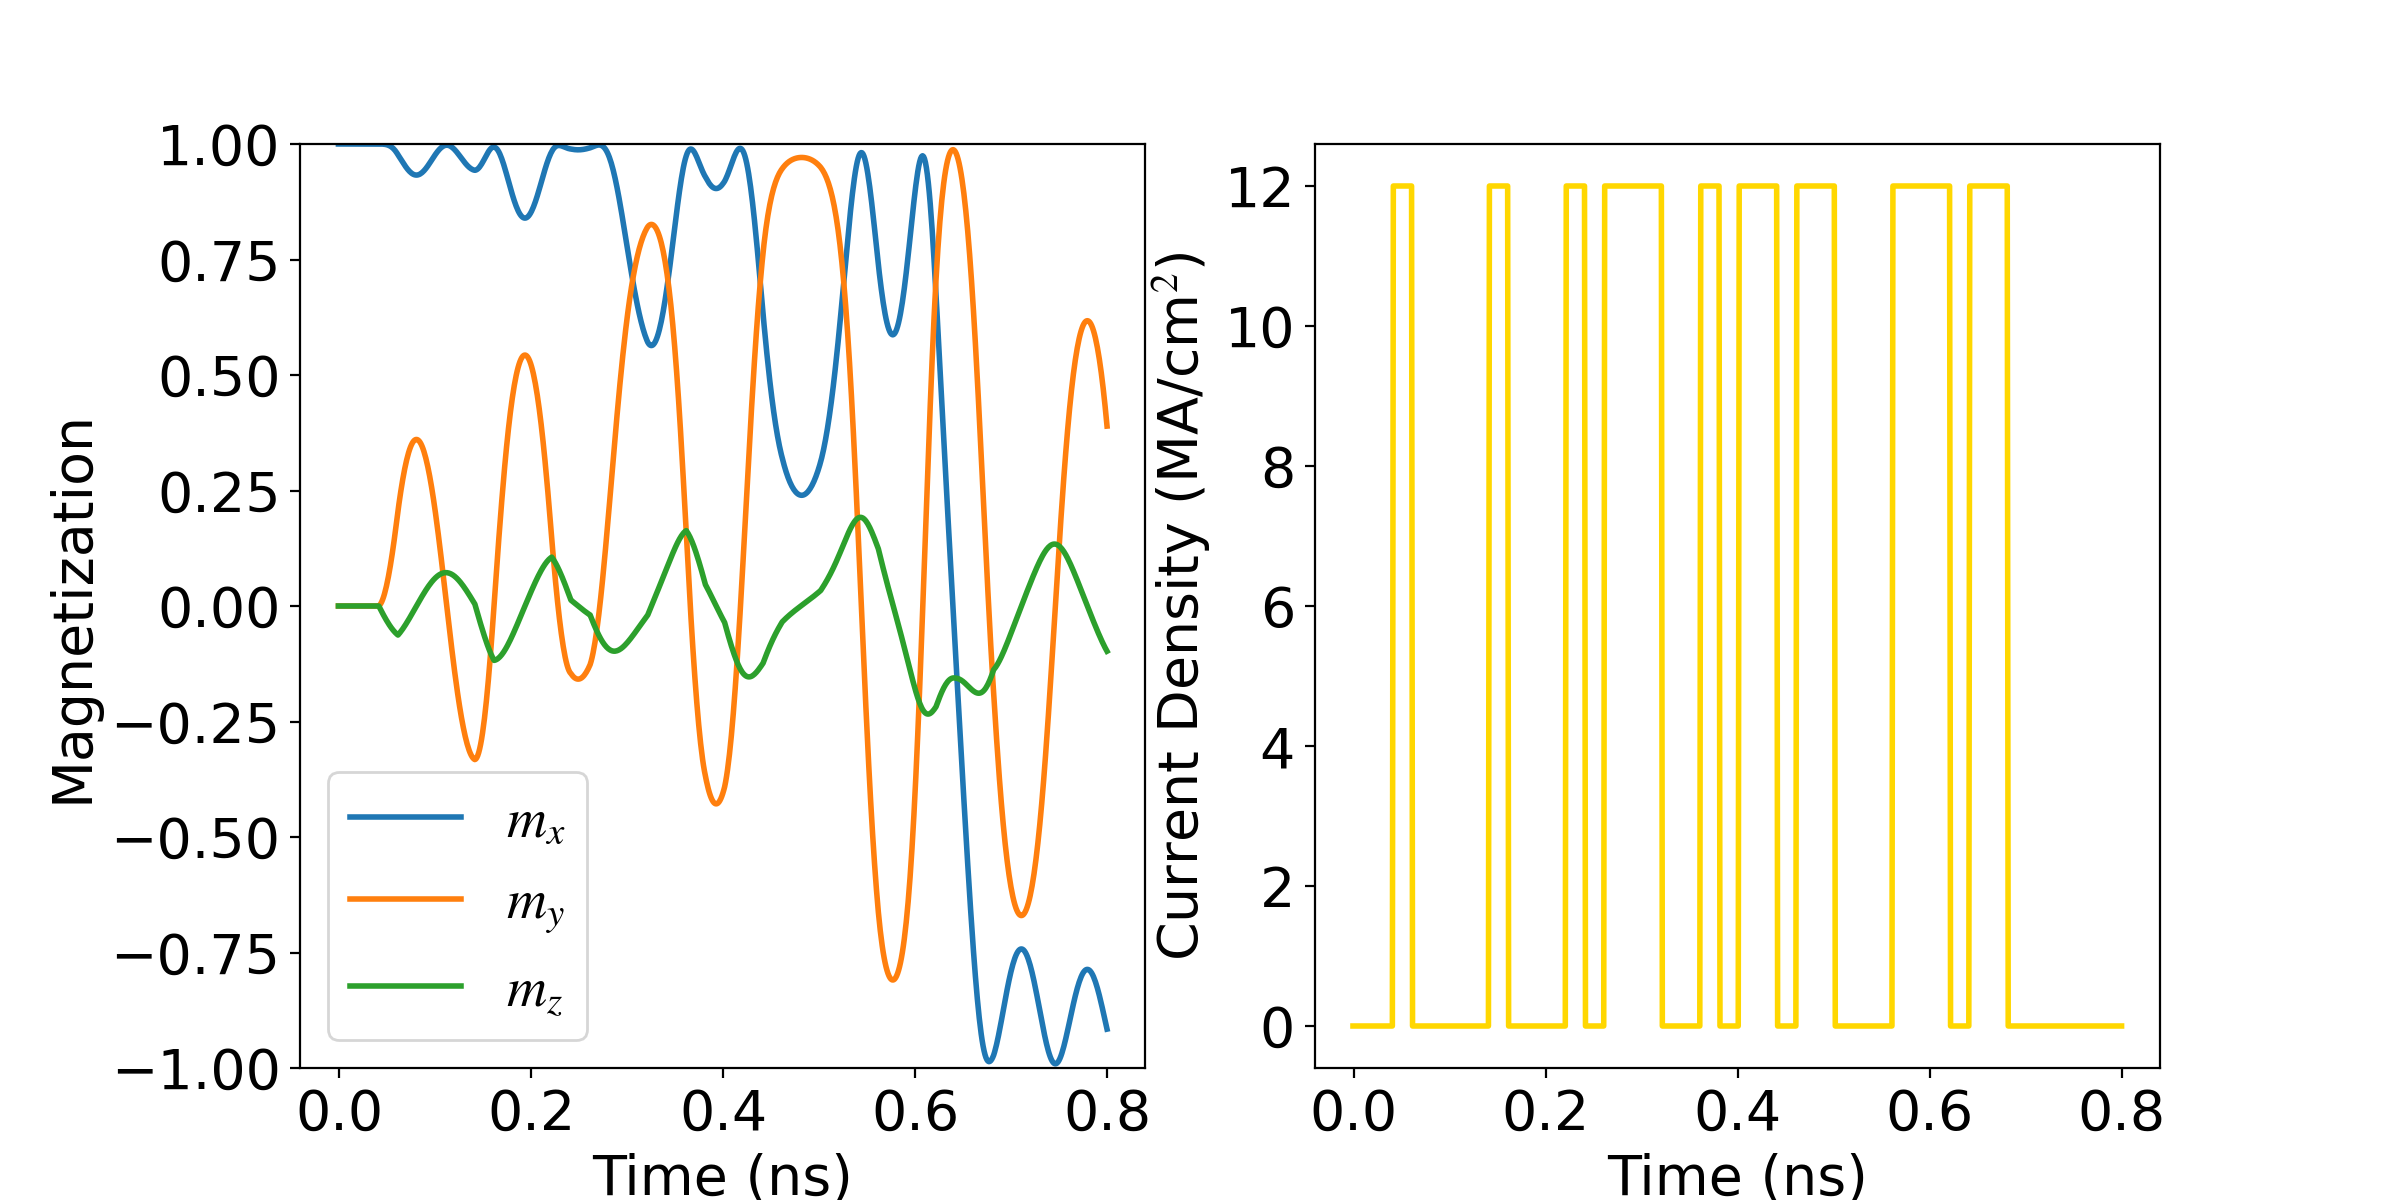 Magnetization
1.00
0.75
0.50
0.25
0.00
−0.25
−0.50
−0.75
−1.00
m_x
m_y
m_z
0.0 0.2 0.4 0.6 0.8
Time (ns)
Current Density (MA/cm²)
12
10
8
6
4
2
0
0.0 0.2 0.4 0.6 0.8
Time (ns)